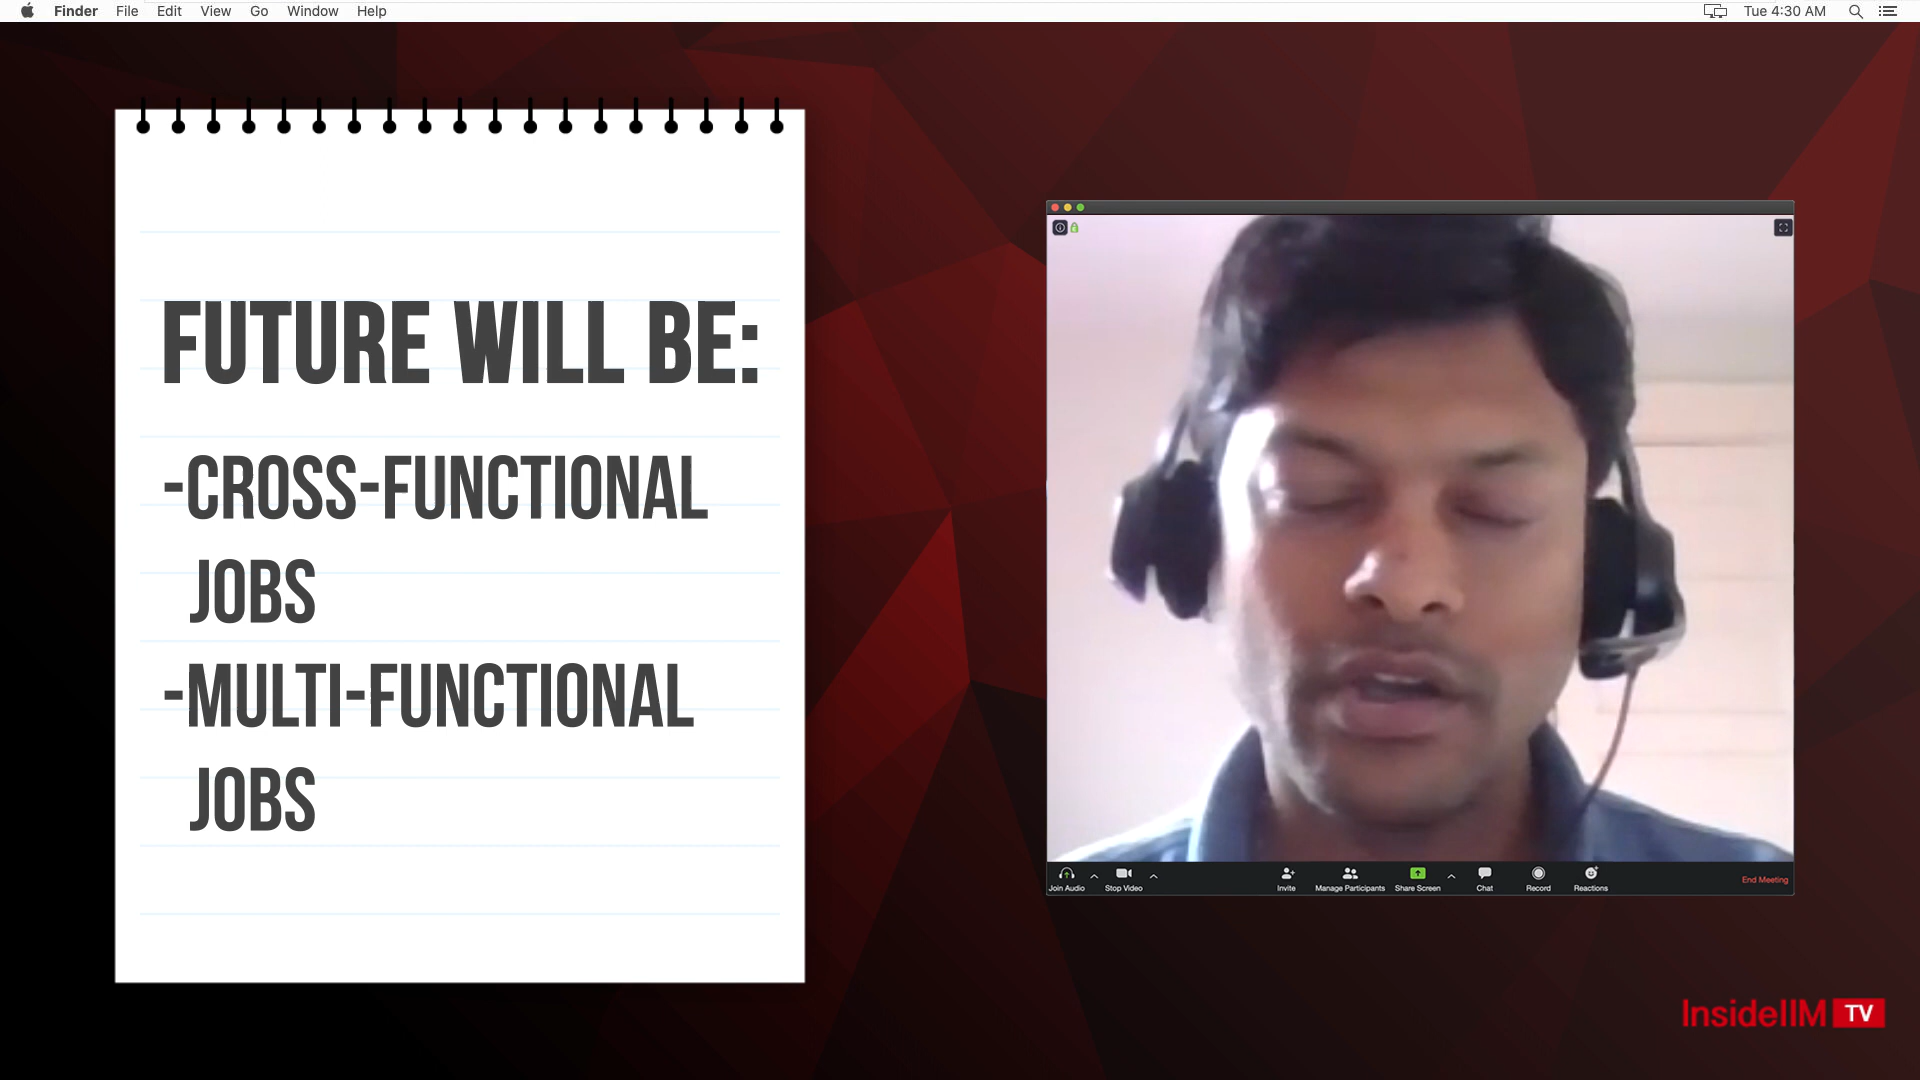 Finder File Edit View Go Window Help
Tue 4:30 AM
FUTURE WILL BE:
-CROSS-FUNCTIONAL
JOBS
-MULTI-FUNCTIONAL
JOBS
Join Audio Stop Video Invite Manage Participants Share Screen Chat Record Reactions End Meeting
InsideIIM TV